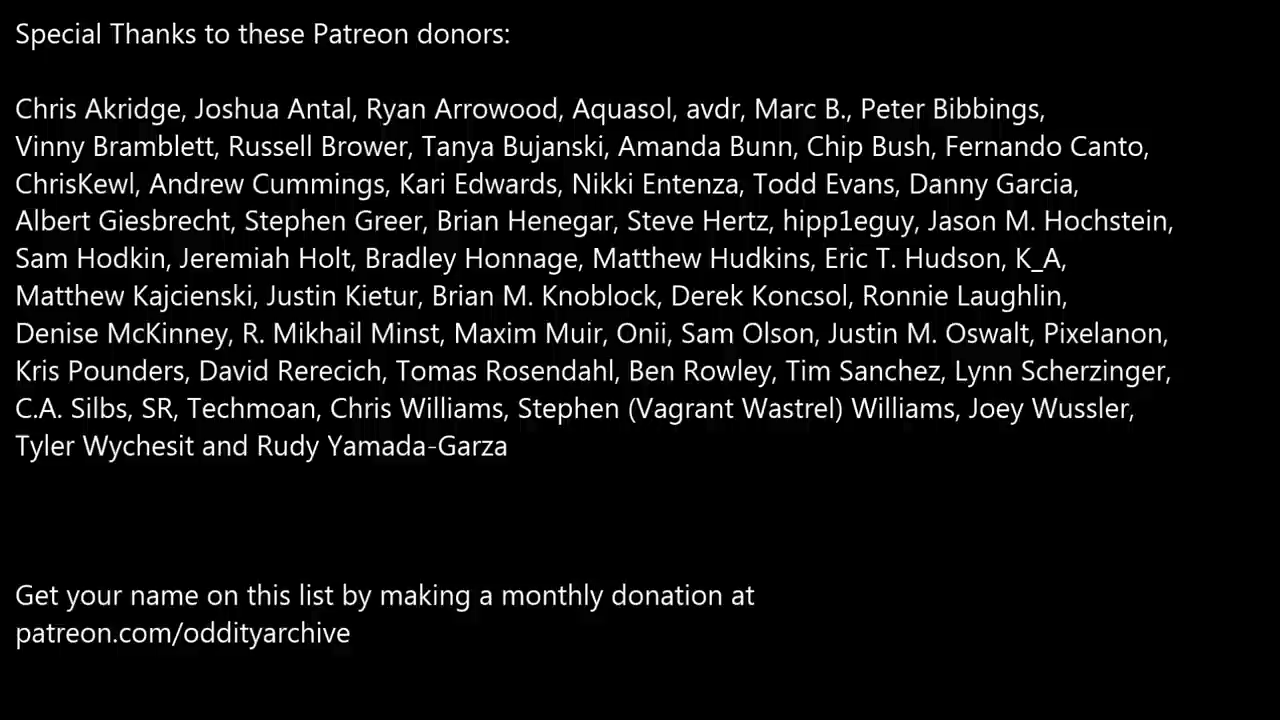 Special Thanks to these Patreon donors:
Chris Akridge, Joshua Antal, Ryan Arrowood, Aquasol, avdr, Marc B., Peter Bibbings,
Vinny Bramblett, Russell Brower, Tanya Bujanski, Amanda Bunn, Chip Bush, Fernando Canto,
ChrisKewl, Andrew Cummings, Kari Edwards, Nikki Entenza, Todd Evans, Danny Garcia,
Albert Giesbrecht, Stephen Greer, Brian Henegar, Steve Hertz, hipp1eguy, Jason M. Hochstein,
Sam Hodkin, Jeremiah Holt, Bradley Honnage, Matthew Hudkins, Eric T. Hudson, K_A,
Matthew Kajcienski, Justin Kietur, Brian M. Knoblock, Derek Koncsol, Ronnie Laughlin,
Denise McKinney, R. Mikhail Minst, Maxim Muir, Onii, Sam Olson, Justin M. Oswalt, Pixelanon,
Kris Pounders, David Rerecich, Tomas Rosendahl, Ben Rowley, Tim Sanchez, Lynn Scherzinger,
C.A. Silbs, SR, Techmoan, Chris Williams, Stephen (Vagrant Wastrel) Williams, Joey Wussler,
Tyler Wychesit and Rudy Yamada-Garza
Get your name on this list by making a monthly donation at
patreon.com/oddityarchive